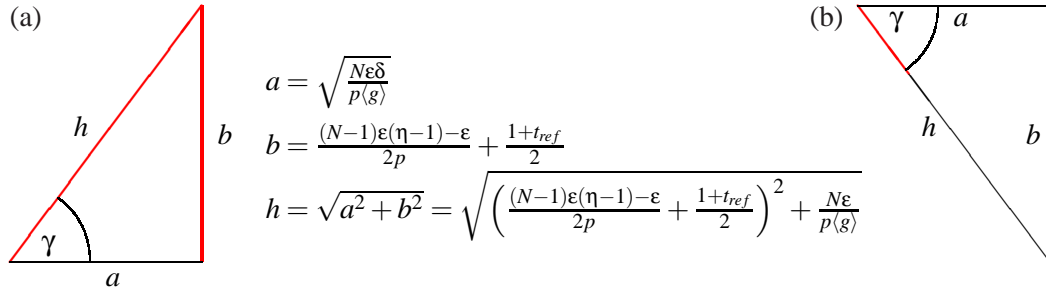 (a)
h
b
γ
a
a = √(Nεδ / p⟨g⟩)
b = ((N−1)ε(η−1)−ε) / 2p + (1+t_ref) / 2
h = √(a² + b²) = √((((N−1)ε(η−1)−ε) / 2p + (1+t_ref) / 2)² + Nε / p⟨g⟩)
(b)
γ
a
h
b